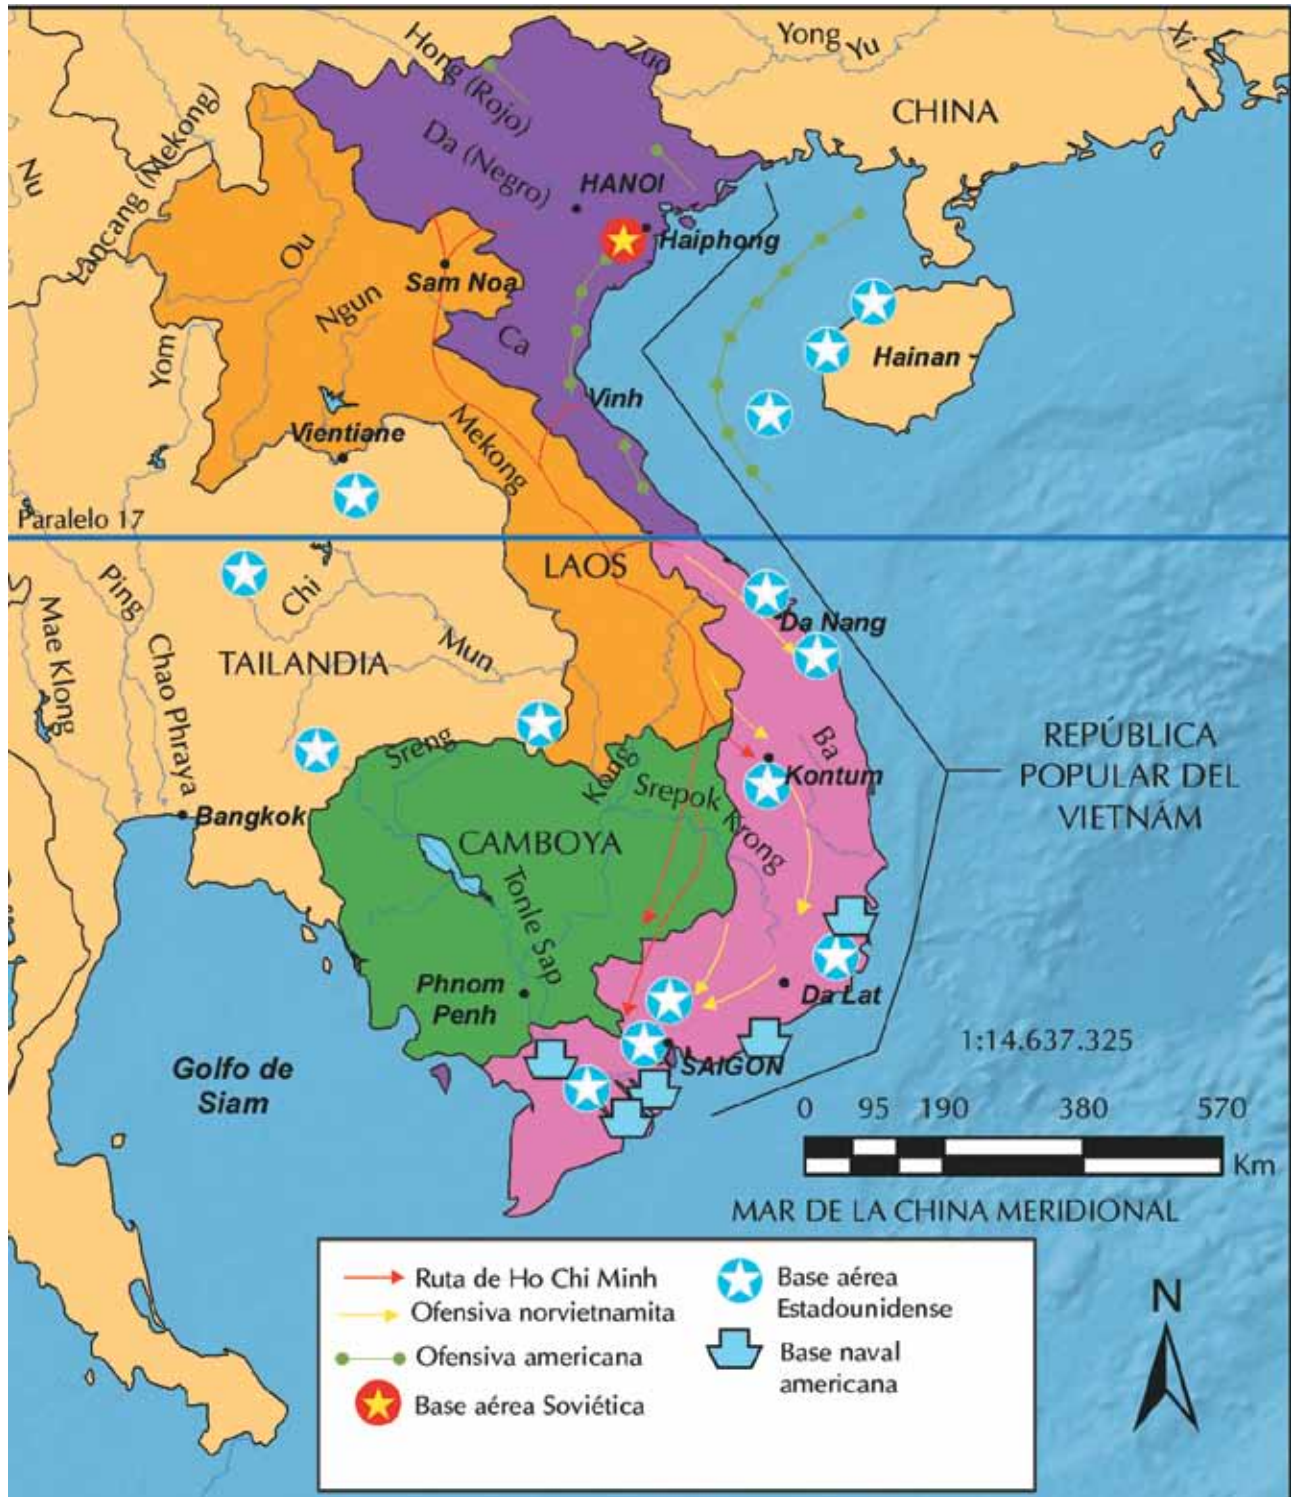 Hong (Rojo)
Zuo
Yong
Yu
Xi
CHINA
Nu
Lancang (Mekong)
Da (Negro)
HANOI
Haiphong
Ou
Sam Noa
Ngun
Ca
Yom
Hainan
Vinh
Vientiane
Mekong
Paralelo 17
LAOS
Ping
Chi
Mae Klong
Chao Phraya
Mun
TAILANDIA
Da Nang
Sreng
Kong
Srepok
Krong
Ba
Kontum
REPÚBLICA
POPULAR DEL
VIETNÁM
Bangkok
CAMBOYA
Tonle Sap
Phnom
Penh
Da Lat
SAIGON
Golfo de
Siam
1:14.637.325
0 95 190 380 570
Km
MAR DE LA CHINA MERIDIONAL
Ruta de Ho Chi Minh
Ofensiva norvietnamita
Ofensiva americana
Base aérea Soviética
Base aérea
Estadounidense
Base naval
americana
N